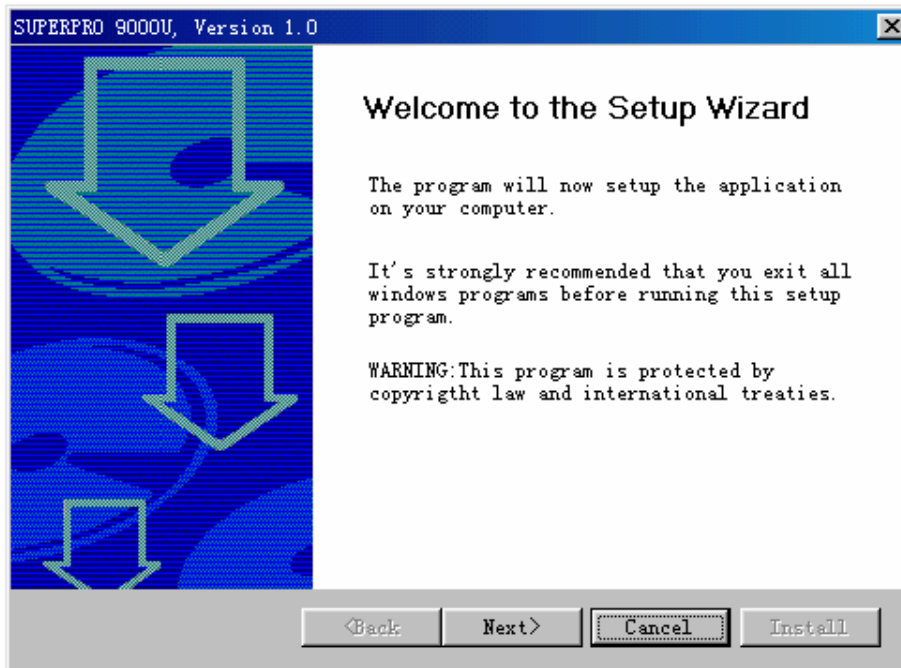 SUPERPRO 9000U, Version 1.0
Welcome to the Setup Wizard
The program will now setup the application
on your computer.
It's strongly recommended that you exit all
windows programs before running this setup
program.
WARNING:This program is protected by
copyrigtht law and international treaties.
<Back Next> Cancel Install